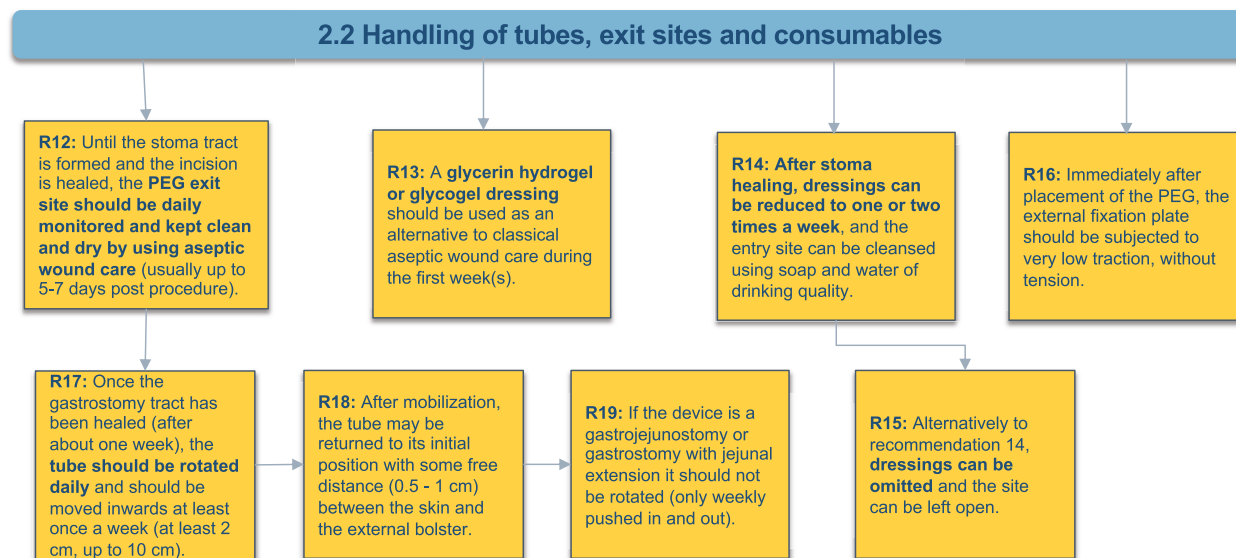 2.2 Handling of tubes, exit sites and consumables
R12: Until the stoma tract
is formed and the incision
is healed, the PEG exit
site should be daily
monitored and kept clean
and dry by using aseptic
wound care (usually up to
5-7 days post procedure).
R13: A glycerin hydrogel
or glycogel dressing
should be used as an
alternative to classical
aseptic wound care during
the first week(s).
R14: After stoma
healing, dressings can
be reduced to one or two
times a week, and the
entry site can be cleansed
using soap and water of
drinking quality.
R16: Immediately after
placement of the PEG, the
external fixation plate
should be subjected to
very low traction, without
tension.
R17: Once the
gastrostomy tract has
been healed (after
about one week), the
tube should be rotated
daily and should be
moved inwards at least
once a week (at least 2
cm, up to 10 cm).
R18: After mobilization,
the tube may be
returned to its initial
position with some free
distance (0.5 - 1 cm)
between the skin and
the external bolster.
R19: If the device is a
gastrojejunostomy or
gastrostomy with jejunal
extension it should not
be rotated (only weekly
pushed in and out).
R15: Alternatively to
recommendation 14,
dressings can be
omitted and the site
can be left open.